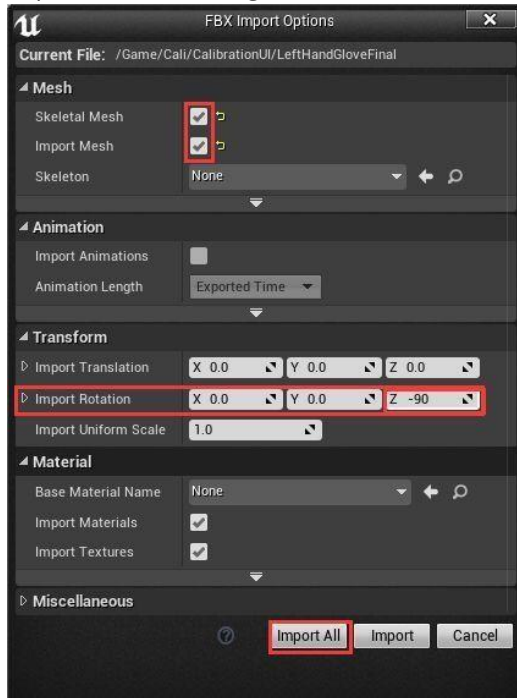 FBX Import Options
Current File: /Game/Cali/CalibrationUI/LeftHandGloveFinal
Mesh
Skeletal Mesh
Import Mesh
Skeleton None
Animation
Import Animations
Animation Length Exported Time
Transform
Import Translation X 0.0 Y 0.0 Z 0.0
Import Rotation X 0.0 Y 0.0 Z -90
Import Uniform Scale 1.0
Material
Base Material Name None
Import Materials
Import Textures
Miscellaneous
? Import All Import Cancel